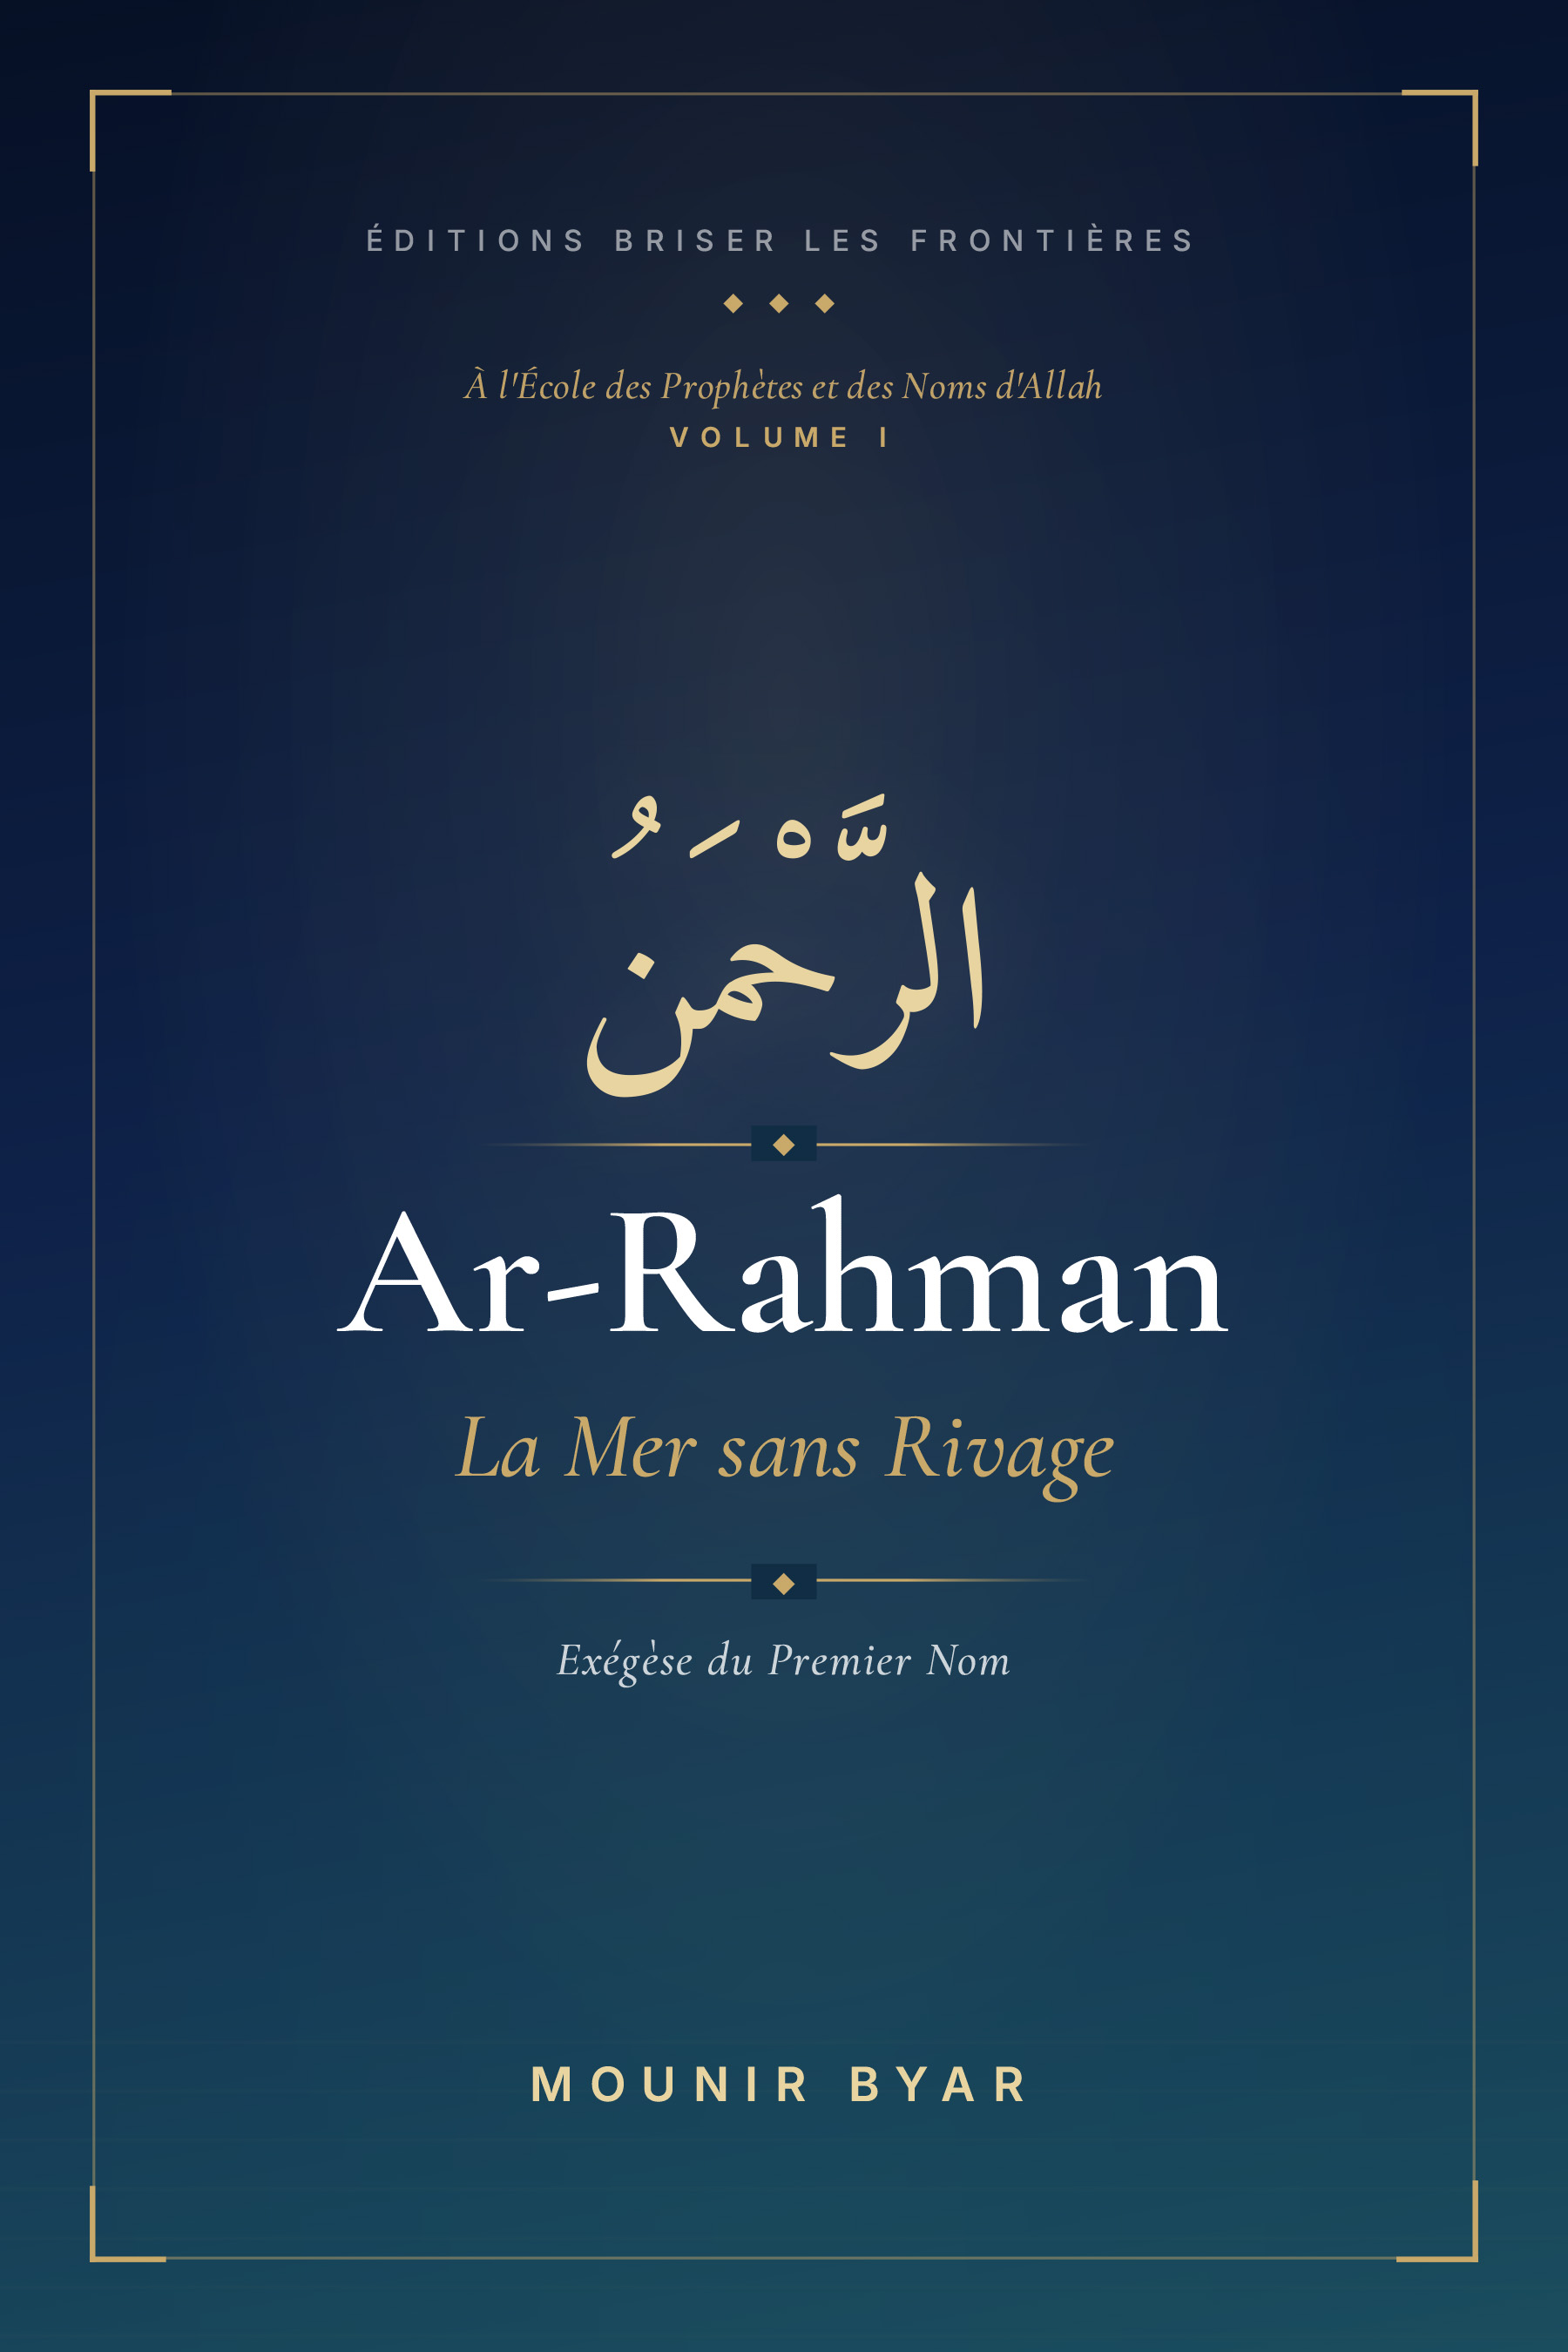 ÉDITIONS BRISER LES FRONTIÈRES
À l'École des Prophètes et des Noms d'Allah
VOLUME I
الرَّحْمَنُ
Ar-Rahman
La Mer sans Rivage
Exégèse du Premier Nom
MOUNIR BYAR